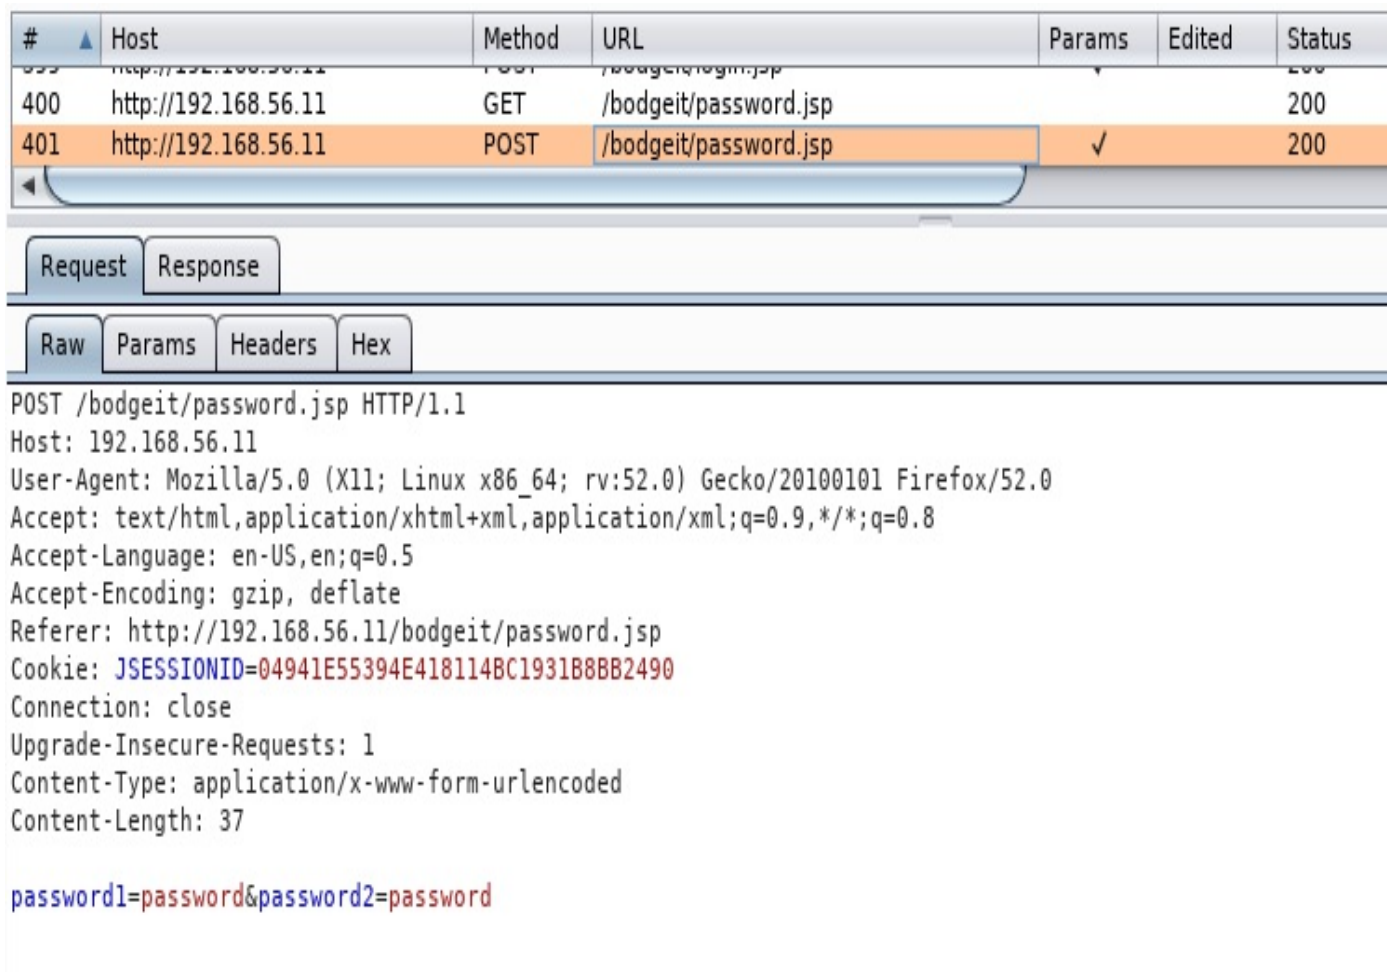 # Host Method URL Params Edited Status
400 http://192.168.56.11 GET /bodgeit/password.jsp 200
401 http://192.168.56.11 POST /bodgeit/password.jsp √ 200
Request Response
Raw Params Headers Hex
POST /bodgeit/password.jsp HTTP/1.1
Host: 192.168.56.11
User-Agent: Mozilla/5.0 (X11; Linux x86_64; rv:52.0) Gecko/20100101 Firefox/52.0
Accept: text/html,application/xhtml+xml,application/xml;q=0.9,*/*;q=0.8
Accept-Language: en-US,en;q=0.5
Accept-Encoding: gzip, deflate
Referer: http://192.168.56.11/bodgeit/password.jsp
Cookie: JSESSIONID=04941E55394E418114BC1931B8BB2490
Connection: close
Upgrade-Insecure-Requests: 1
Content-Type: application/x-www-form-urlencoded
Content-Length: 37
password1=password&password2=password